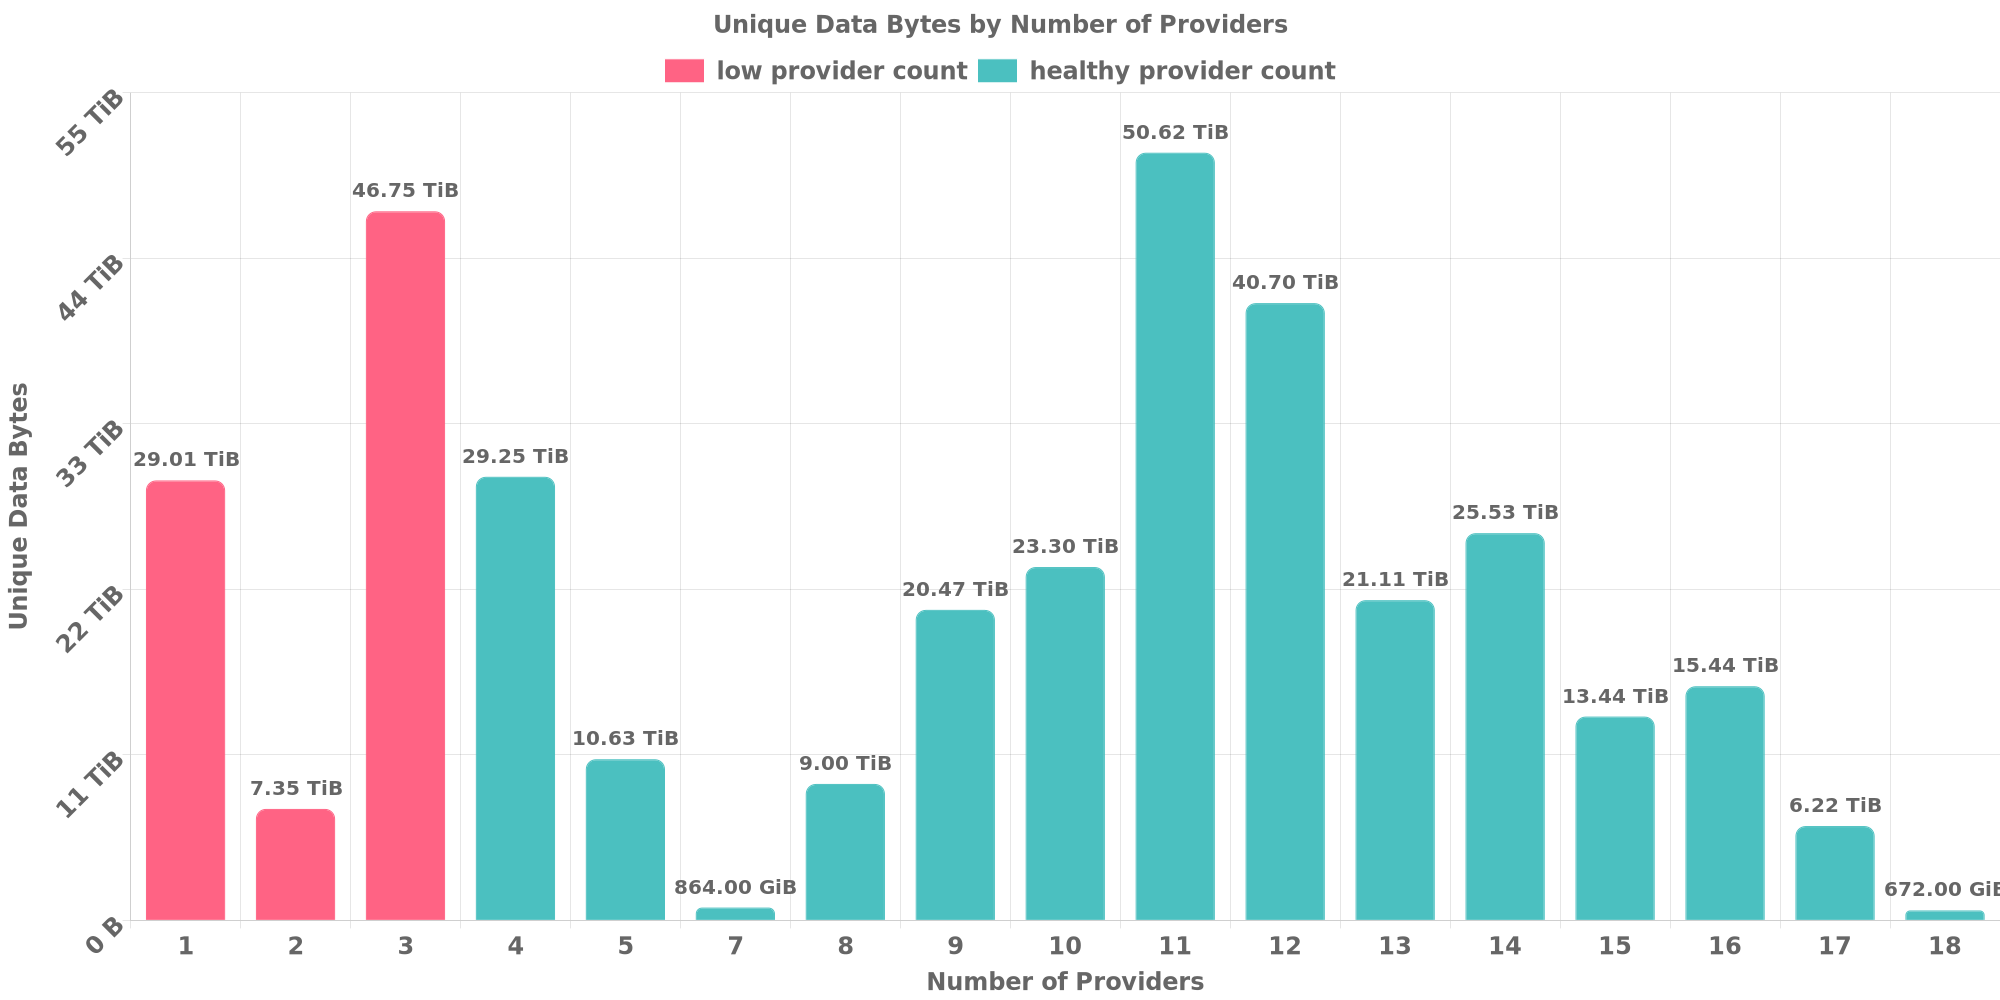 Unique Data Bytes by Number of Providers
low provider count healthy provider count
55 TiB
44 TiB
33 TiB
22 TiB
11 TiB
0 B
Unique Data Bytes
29.01 TiB
7.35 TiB
46.75 TiB
29.25 TiB
10.63 TiB
864.00 GiB
9.00 TiB
20.47 TiB
23.30 TiB
50.62 TiB
40.70 TiB
21.11 TiB
25.53 TiB
13.44 TiB
15.44 TiB
6.22 TiB
672.00 GiB
1 2 3 4 5 7 8 9 10 11 12 13 14 15 16 17 18
Number of Providers